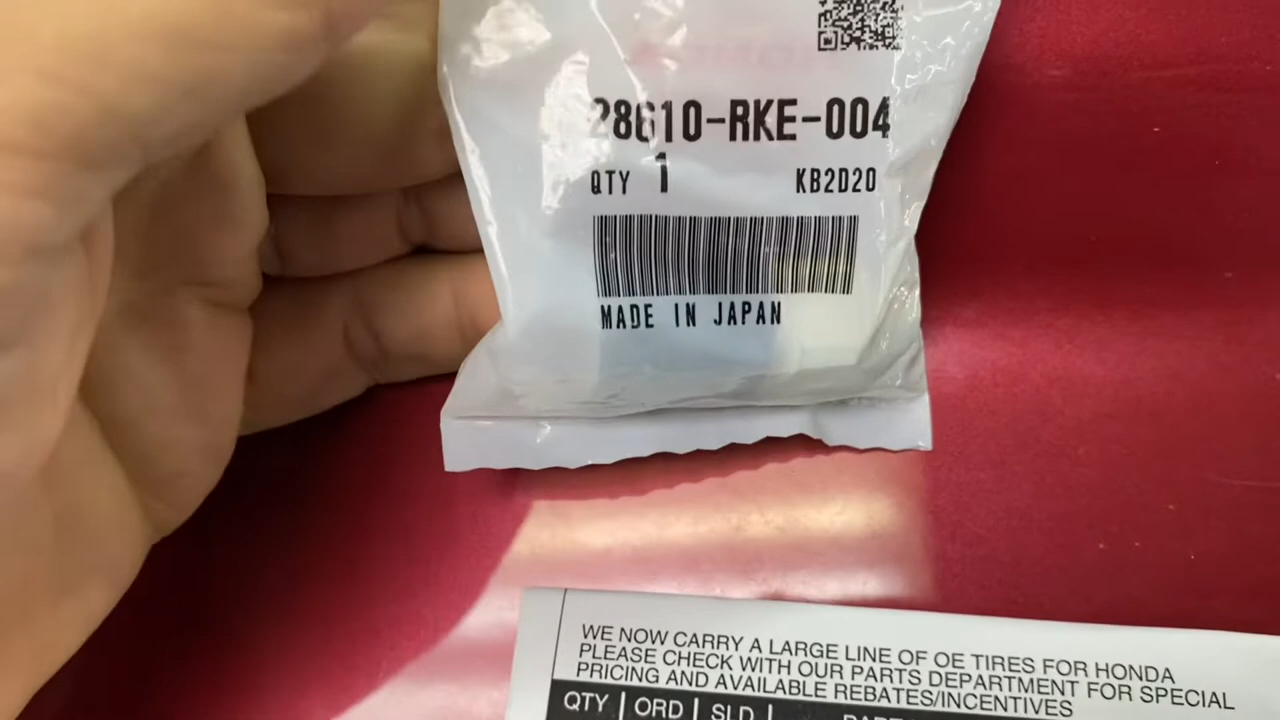 28610-RKE-004
QTY 1 KB2D20
MADE IN JAPAN
WE NOW CARRY A LARGE LINE OF OE TIRES FOR HONDA
PLEASE CHECK WITH OUR PARTS DEPARTMENT FOR SPECIAL
PRICING AND AVAILABLE REBATES/INCENTIVES
QTY ORD SLD